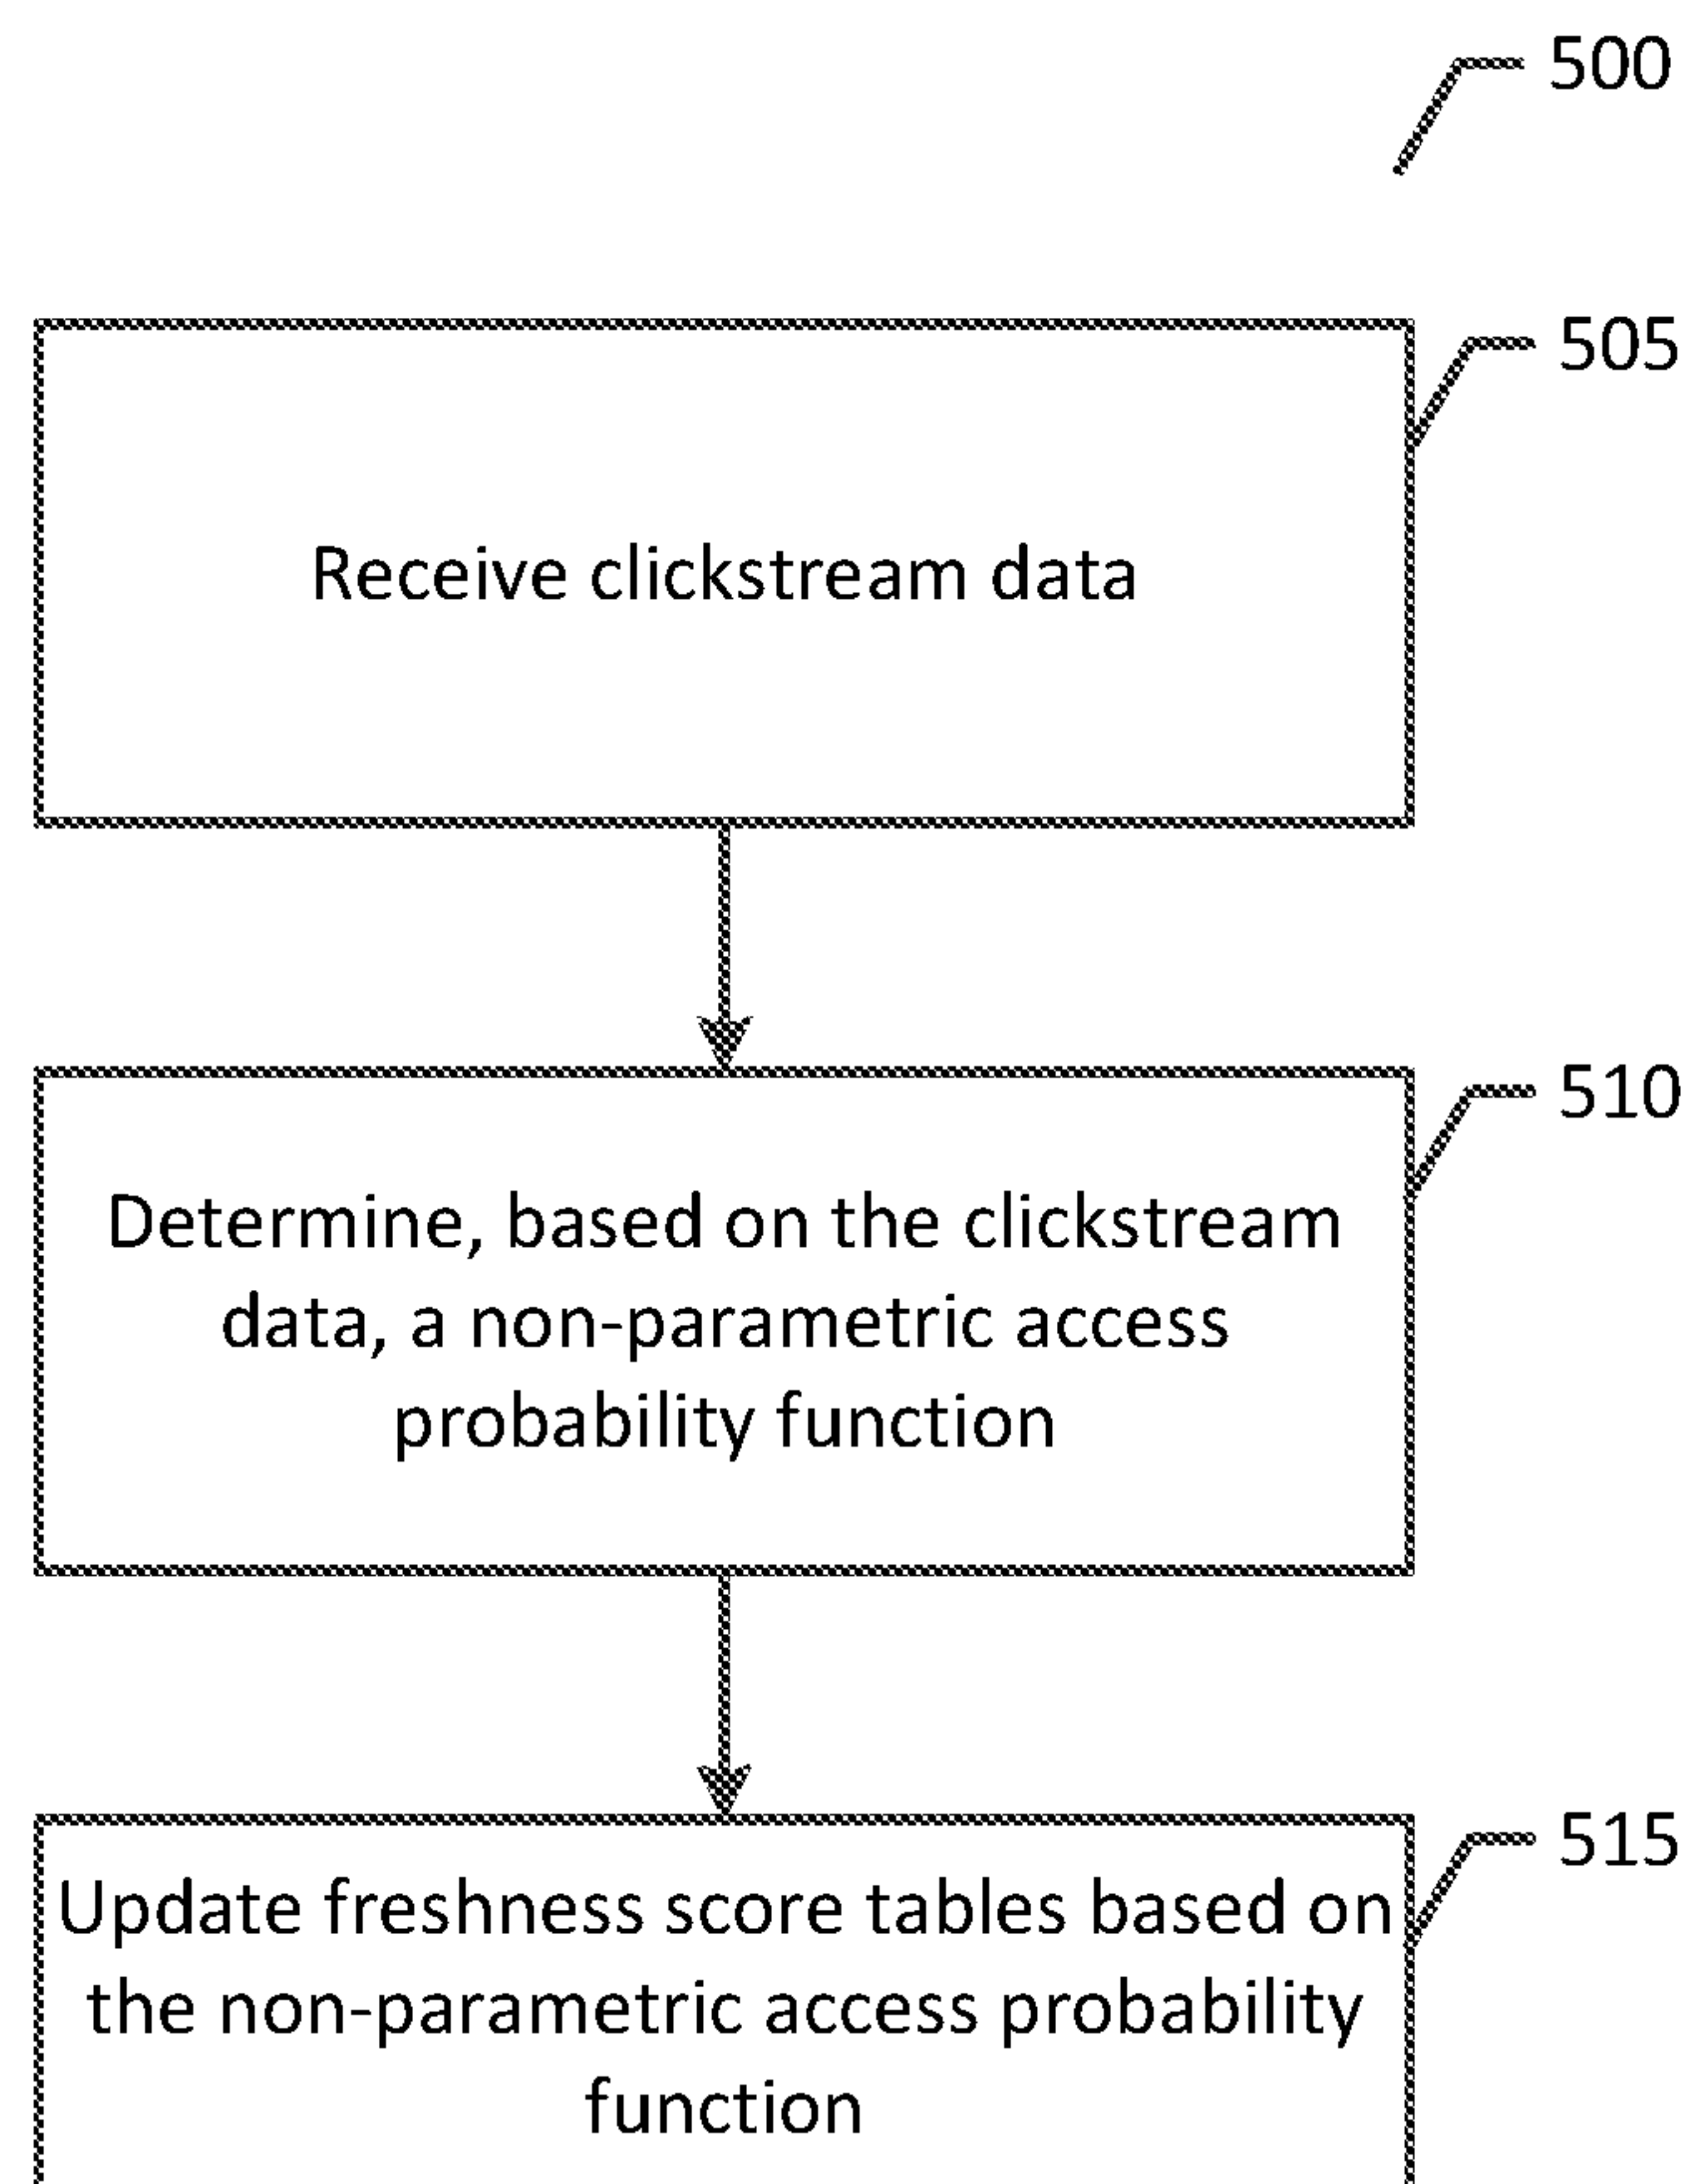 500
505
Receive clickstream data
510
Determine, based on the clickstream
data, a non-parametric access
probability function
515
Update freshness score tables based on
the non-parametric access probability
function